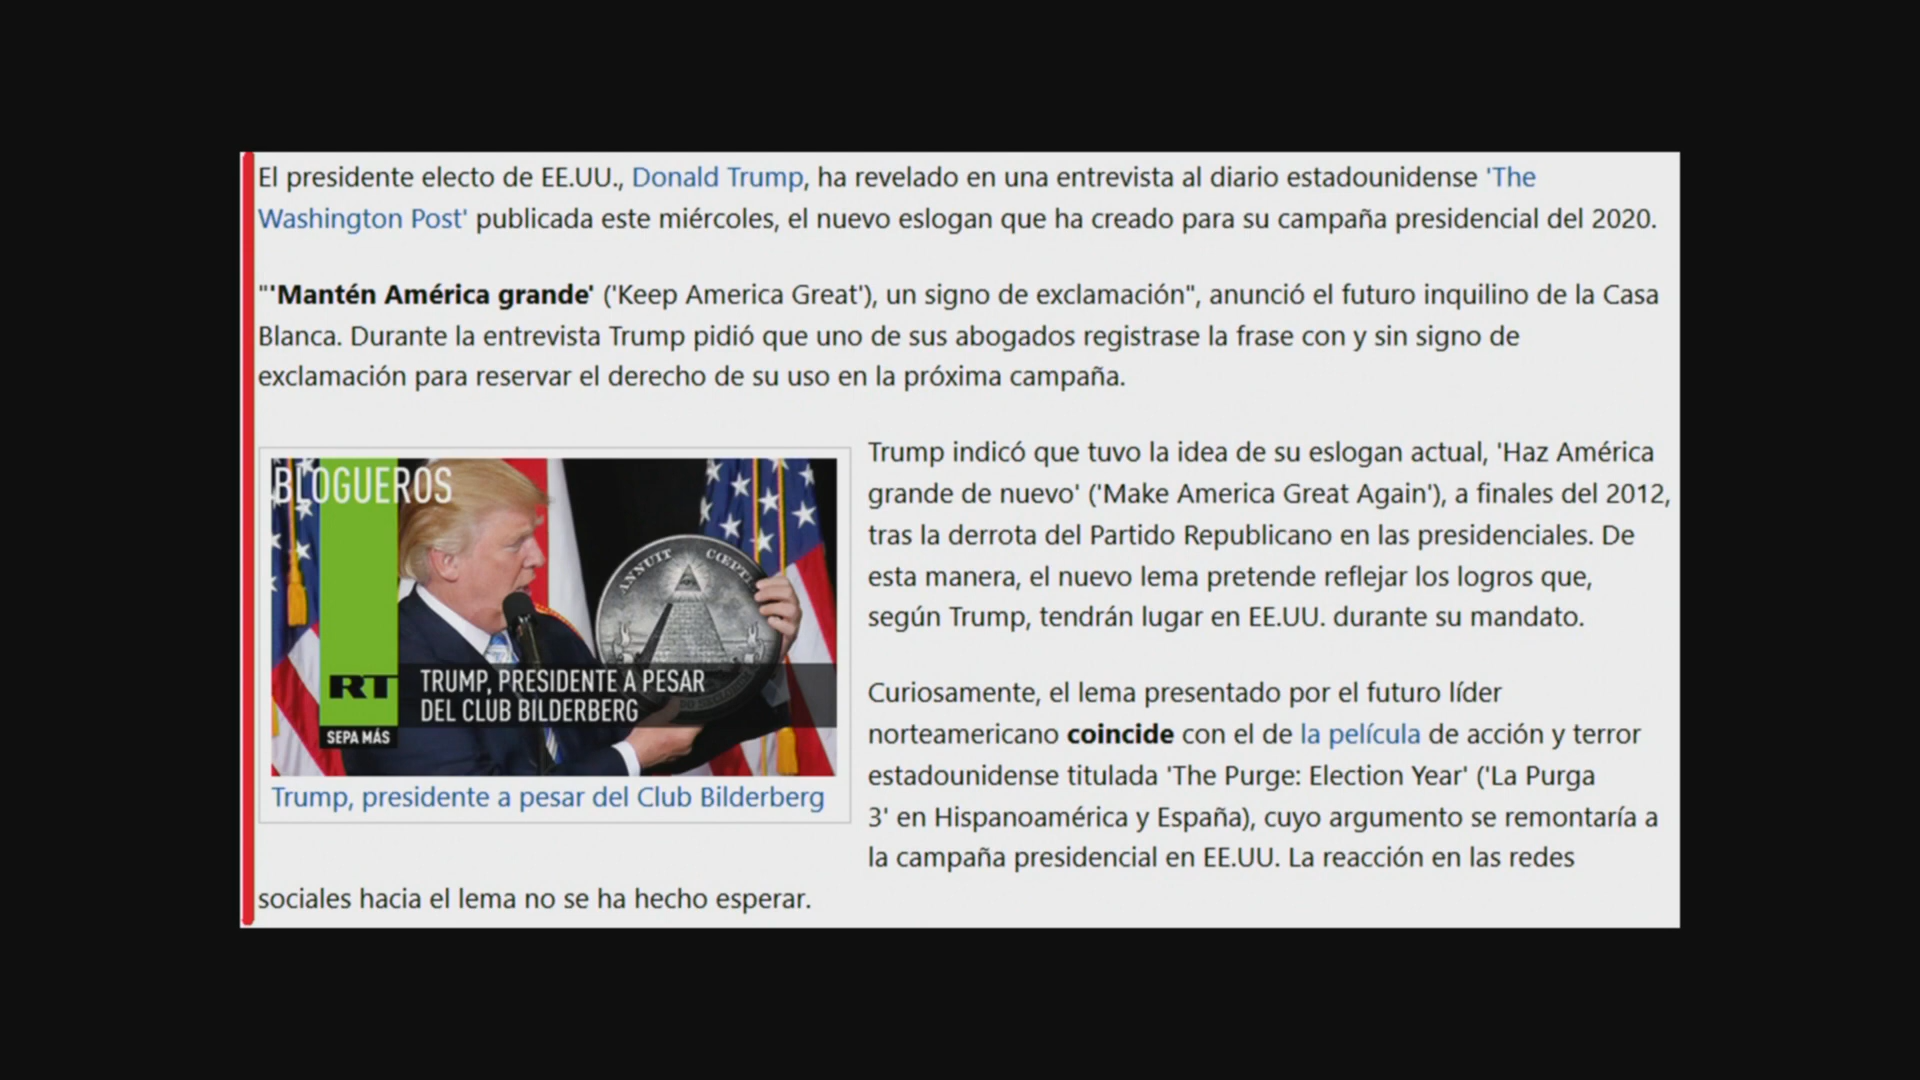 El presidente electo de EE.UU., Donald Trump, ha revelado en una entrevista al diario estadounidense 'The
Washington Post' publicada este miércoles, el nuevo eslogan que ha creado para su campaña presidencial del 2020.
"'Mantén América grande' ('Keep America Great'), un signo de exclamación", anunció el futuro inquilino de la Casa
Blanca. Durante la entrevista Trump pidió que uno de sus abogados registrase la frase con y sin signo de
exclamación para reservar el derecho de su uso en la próxima campaña.
BLOGUEROS
ANNUIT CŒPTI
RT
SEPA MÁS
TRUMP, PRESIDENTE A PESAR
DEL CLUB BILDERBERG
Trump, presidente a pesar del Club Bilderberg
Trump indicó que tuvo la idea de su eslogan actual, 'Haz América
grande de nuevo' ('Make America Great Again'), a finales del 2012,
tras la derrota del Partido Republicano en las presidenciales. De
esta manera, el nuevo lema pretende reflejar los logros que,
según Trump, tendrán lugar en EE.UU. durante su mandato.
Curiosamente, el lema presentado por el futuro líder
norteamericano coincide con el de la película de acción y terror
estadounidense titulada 'The Purge: Election Year' ('La Purga
3' en Hispanoamérica y España), cuyo argumento se remontaría a
la campaña presidencial en EE.UU. La reacción en las redes
sociales hacia el lema no se ha hecho esperar.